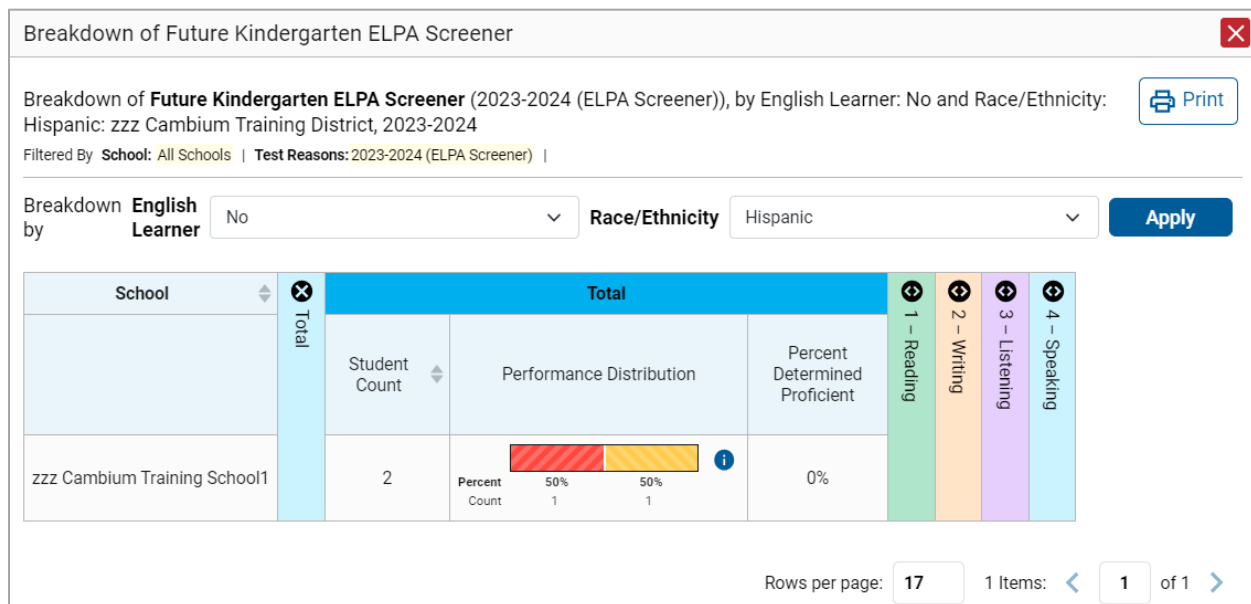 Breakdown of Future Kindergarten ELPA Screener
Breakdown of Future Kindergarten ELPA Screener (2023-2024 (ELPA Screener)), by English Learner: No and Race/Ethnicity:
Hispanic: zzz Cambium Training District, 2023-2024
Print
Filtered By School: All Schools | Test Reasons: 2023-2024 (ELPA Screener) |
Breakdown by
English Learner
No
Race/Ethnicity
Hispanic
Apply
School
Total
Total
1 – Reading
2 – Writing
3 – Listening
4 – Speaking
Student
Count
Performance Distribution
Percent
Determined
Proficient
zzz Cambium Training School1
2
Percent 50% 50%
Count 1 1
0%
Rows per page: 17 1 Items: 1 of 1